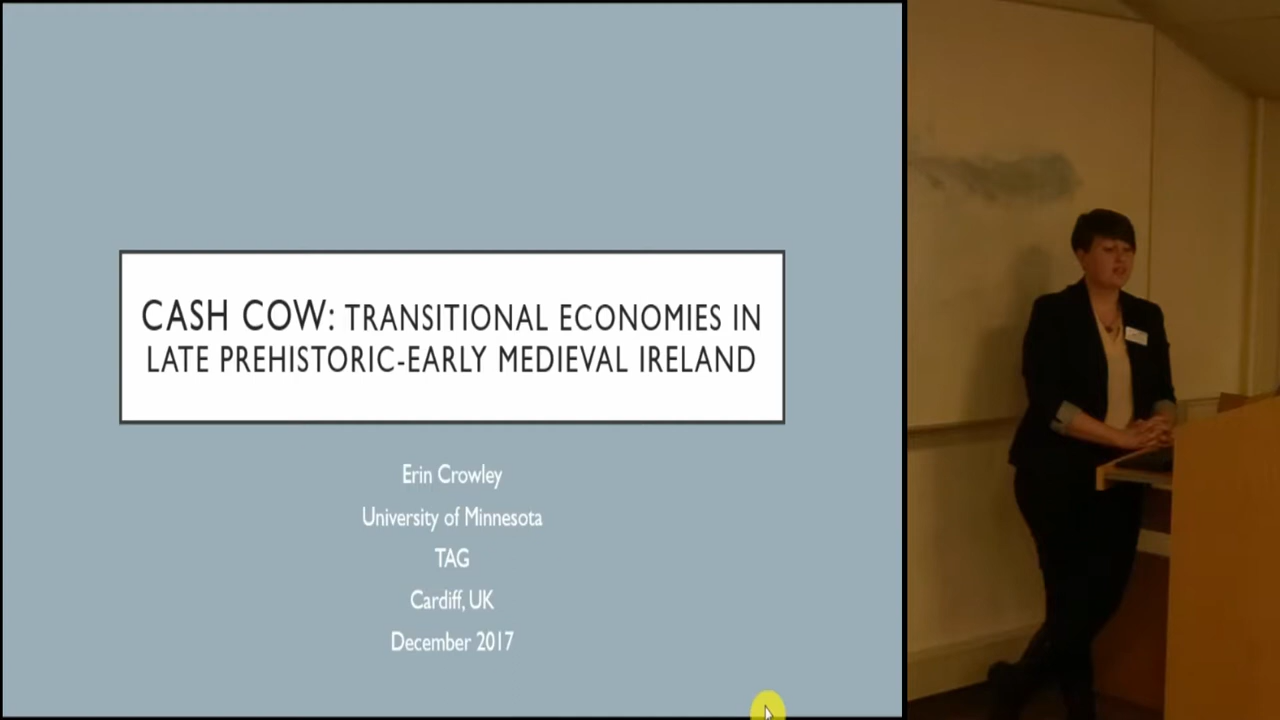 CASH COW: TRANSITIONAL ECONOMIES IN
LATE PREHISTORIC-EARLY MEDIEVAL IRELAND
Erin Crowley
University of Minnesota
TAG
Cardiff, UK
December 2017